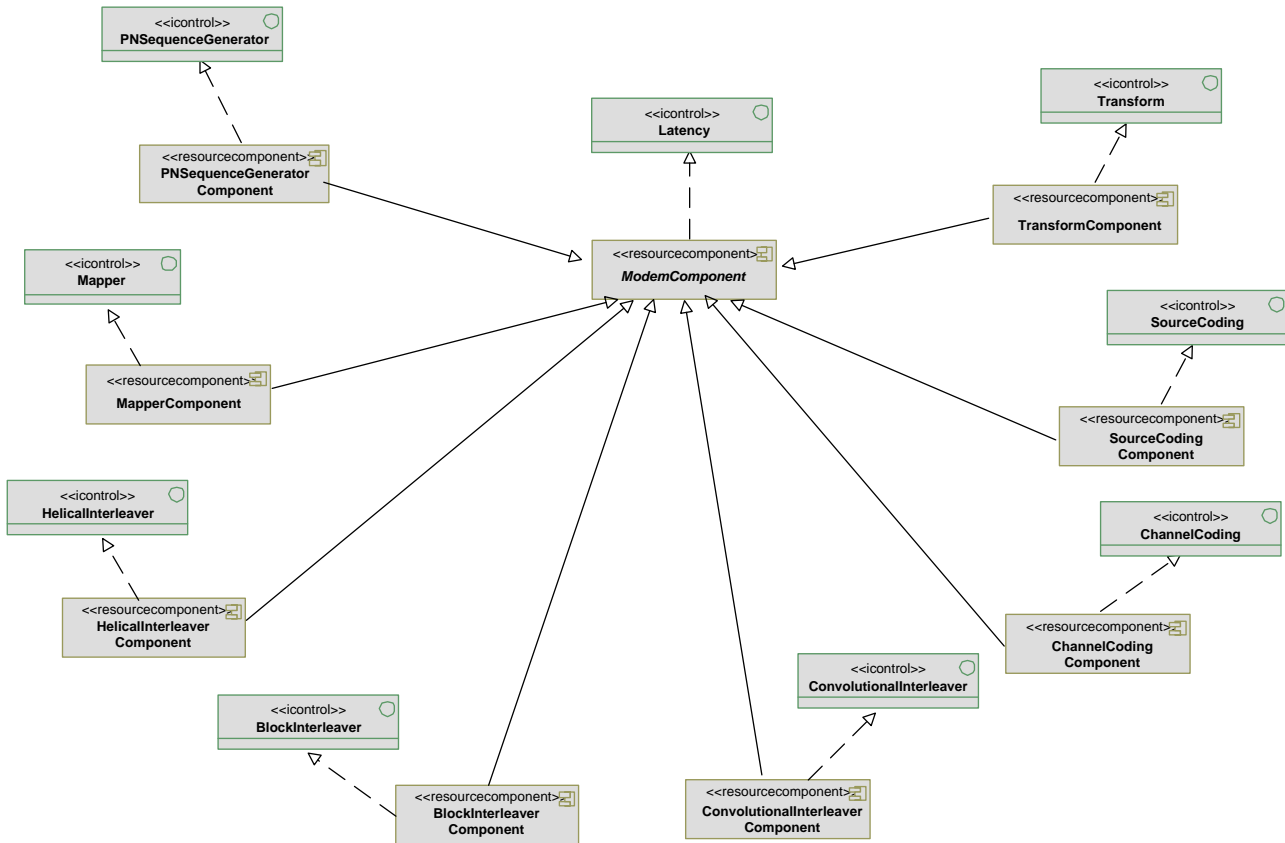 <<icontrol>>
PNSequenceGenerator
<<resourcecomponent>>
PNSequenceGenerator
Component
<<icontrol>>
Latency
<<icontrol>>
Transform
<<resourcecomponent>>
TransformComponent
<<resourcecomponent>>
ModemComponent
<<icontrol>>
Mapper
<<resourcecomponent>>
MapperComponent
<<icontrol>>
SourceCoding
<<resourcecomponent>>
SourceCoding
Component
<<icontrol>>
HelicalInterleaver
<<resourcecomponent>>
HelicalInterleaver
Component
<<icontrol>>
ChannelCoding
<<resourcecomponent>>
ChannelCoding
Component
<<icontrol>>
BlockInterleaver
<<resourcecomponent>>
BlockInterleaver
Component
<<icontrol>>
ConvolutionalInterleaver
<<resourcecomponent>>
ConvolutionalInterleaver
Component